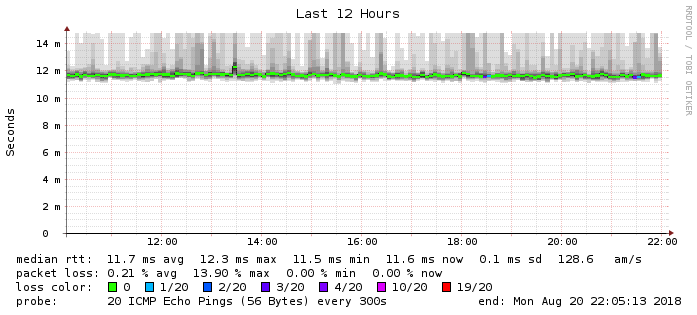 Last 12 Hours
RRDTOOL / TOBI OETIKER
Seconds
14 m
12 m
10 m
8 m
6 m
4 m
2 m
0
12:00 14:00 16:00 18:00 20:00 22:00
median rtt: 11.7 ms avg 12.3 ms max 11.5 ms min 11.6 ms now 0.1 ms sd 128.6 am/s
packet loss: 0.21 % avg 13.90 % max 0.00 % min 0.00 % now
loss color: 0 1/20 2/20 3/20 4/20 10/20 19/20
probe: 20 ICMP Echo Pings (56 Bytes) every 300s end: Mon Aug 20 22:05:13 2018